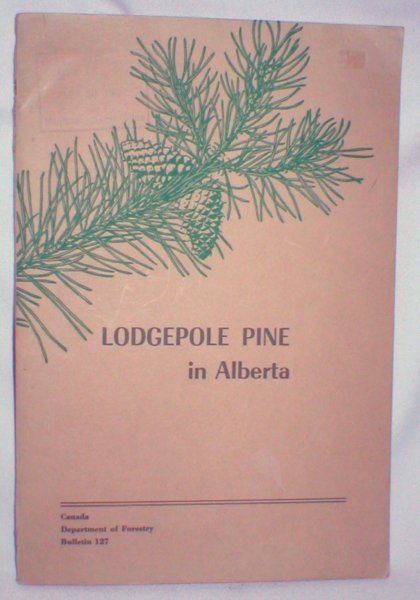 LODGEPOLE PINE
in Alberta
Canada
Department of Forestry
Bulletin 127